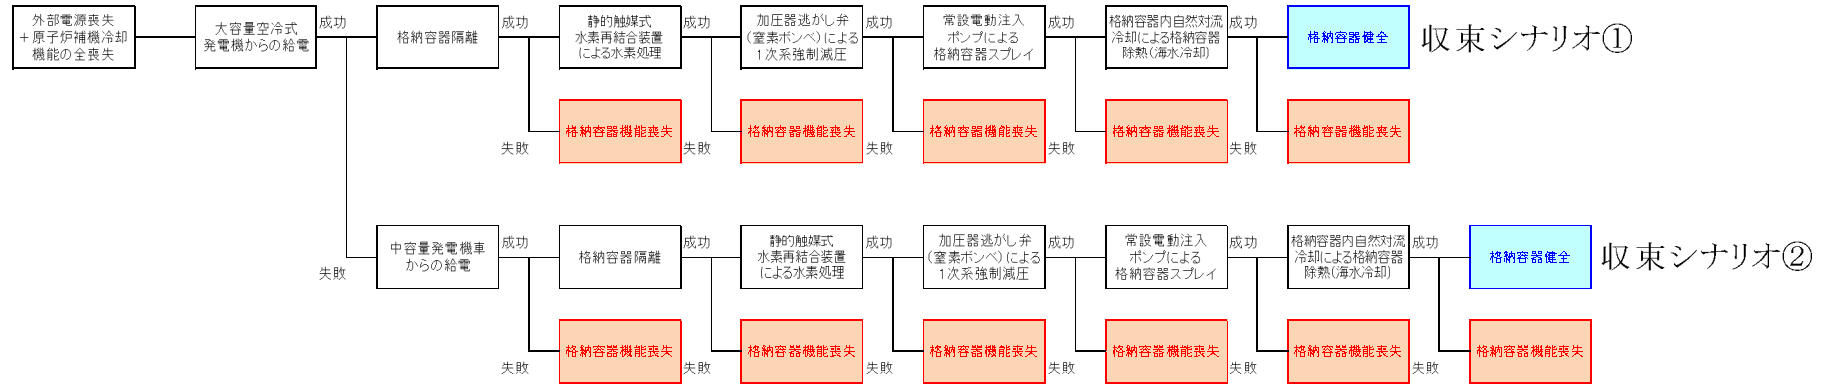 外部電源喪失
＋原子炉補機冷却
機能の全喪失
大容量空冷式
発電機からの給電
成功
格納容器隔離
成功
静的触媒式
水素再結合装置
による水素処理
成功
加圧器逃がし弁
（窒素ボンベ）による
1次系強制減圧
成功
常設電動注入
ポンプによる
格納容器スプレイ
成功
格納容器内自然対流
冷却による格納容器
除熱(海水冷却)
成功
格納容器健全
収束シナリオ①
格納容器機能喪失
格納容器機能喪失
格納容器機能喪失
格納容器機能喪失
格納容器機能喪失
失敗
失敗
失敗
失敗
失敗
失敗
中容量発電機車
からの給電
成功
格納容器隔離
成功
静的触媒式
水素再結合装置
による水素処理
成功
加圧器逃がし弁
（窒素ボンベ）による
1次系強制減圧
成功
常設電動注入
ポンプによる
格納容器スプレイ
成功
格納容器内自然対流
冷却による格納容器
除熱(海水冷却)
成功
格納容器健全
収束シナリオ②
格納容器機能喪失
格納容器機能喪失
格納容器機能喪失
格納容器機能喪失
格納容器機能喪失
格納容器機能喪失
失敗
失敗
失敗
失敗
失敗
失敗